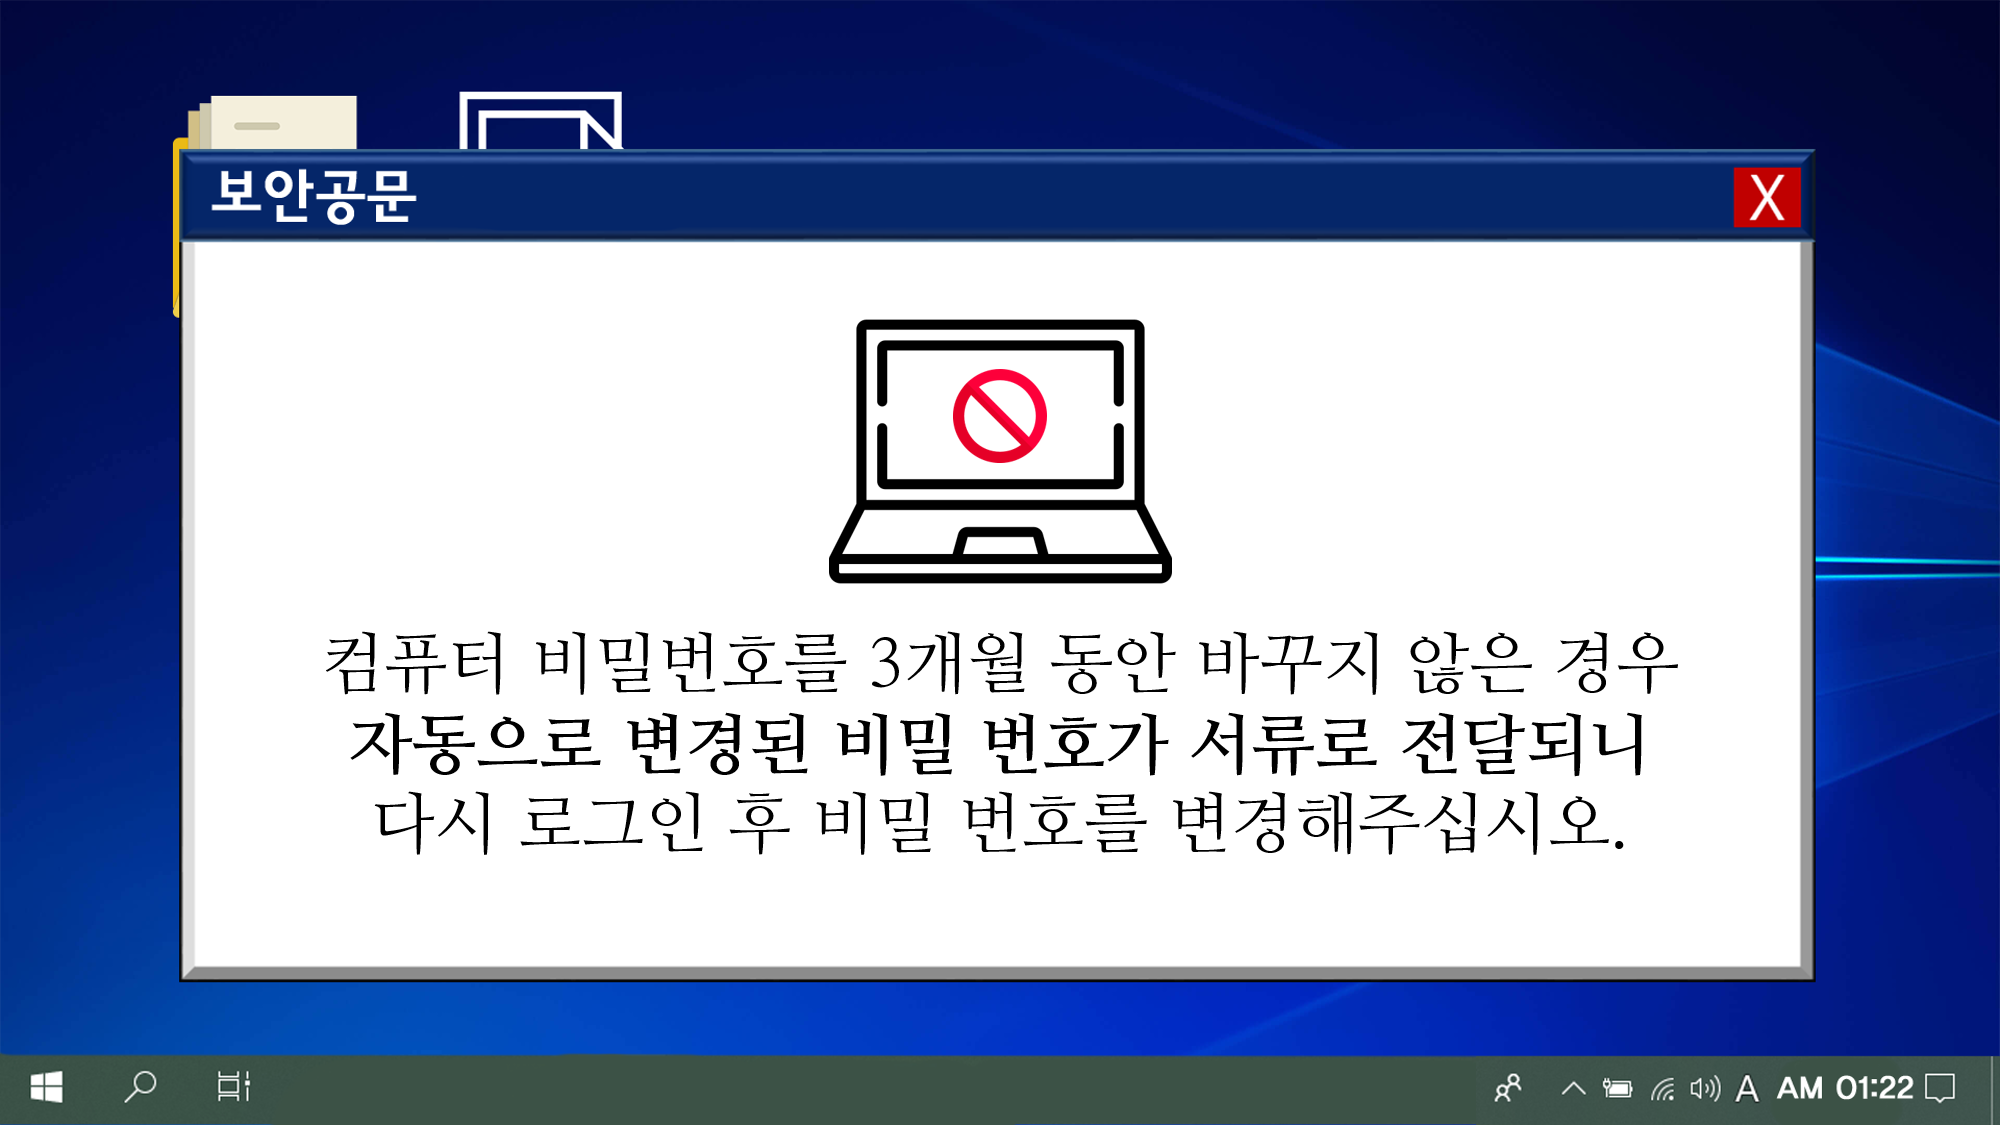 보안공문
X
컴퓨터 비밀번호를 3개월 동안 바꾸지 않은 경우
자동으로 변경된 비밀 번호가 서류로 전달되니
다시 로그인 후 비밀 번호를 변경해주십시오.
A AM 01:22